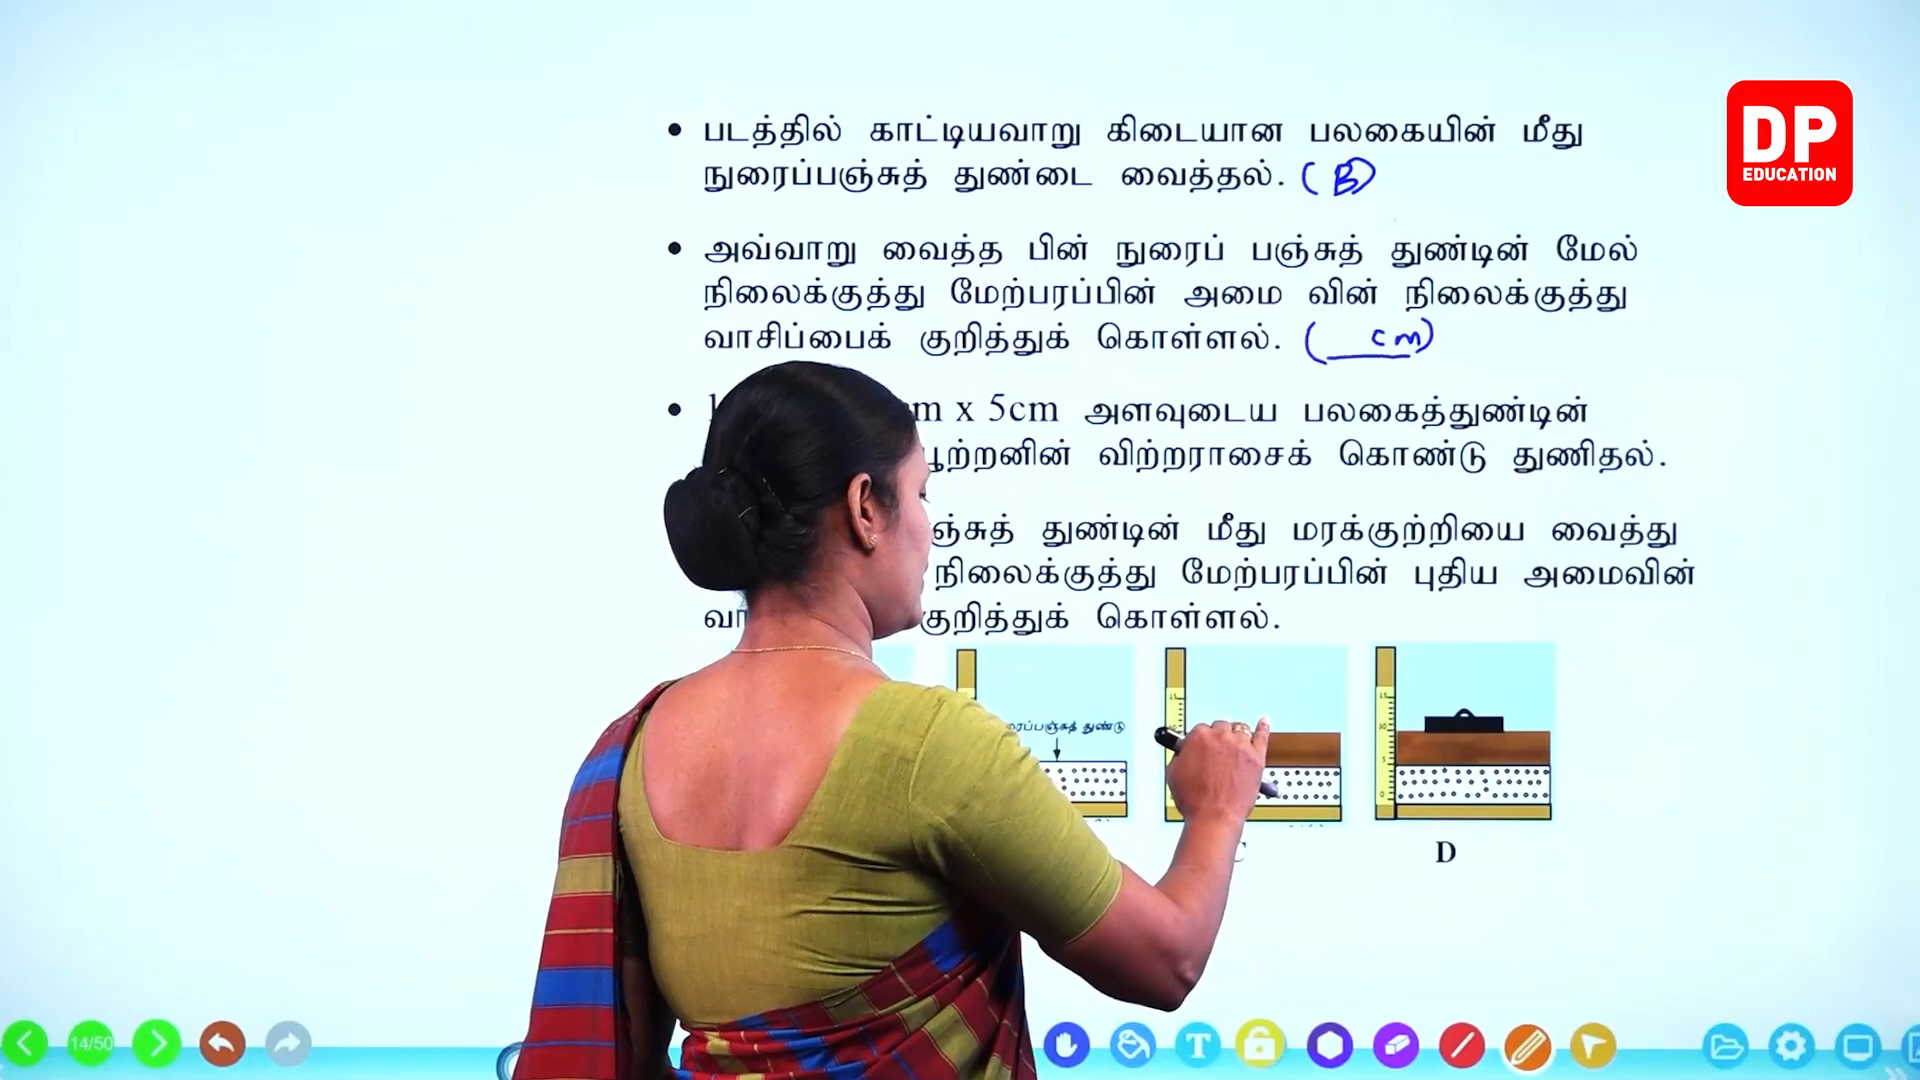 DP
EDUCATION
• படத்தில் காட்டியவாறு கிடையான பலகையின் மீது
நுரைப்பஞ்சுத் துண்டை வைத்தல். (B)
• அவ்வாறு வைத்த பின் நுரைப் பஞ்சுத் துண்டின் மேல்
நிலைக்குத்து மேற்பரப்பின் அமை வின் நிலைக்குத்து
வாசிப்பைக் குறித்துக் கொள்ளல். (__cm)
• x 5cm அளவுடைய பலகைத்துண்டின்
விற்றராசைக் கொண்டு துணிதல்.
துண்டின் மீது மரக்குற்றியை வைத்து
நிலைக்குத்து மேற்பரப்பின் புதிய அமைவின்
குறித்துக் கொள்ளல்.
துண்டு
D
14/50